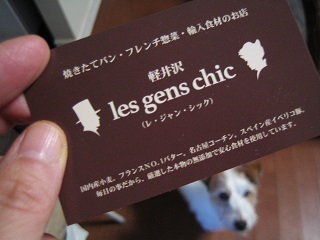 焼きたてパン・フレンチ惣菜・輸入食材のお店
軽井沢
les gens chic
(レ・ジャン・シック)
国内産小麦、フランスNO.1バター、名古屋コーチン、スペイン産イベリコ豚、
毎日の事だから、厳選した本物の無添加で安心食材を使用しています。